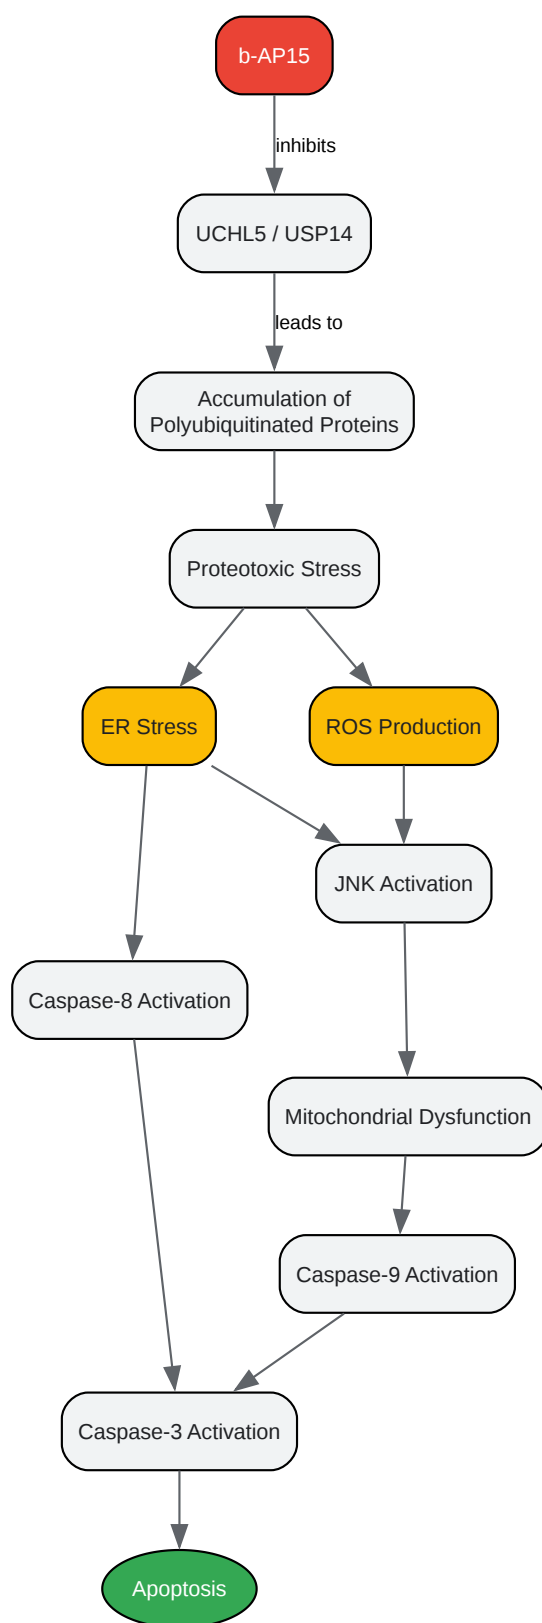 b-AP15
inhibits
UCHL5 / USP14
leads to
Accumulation of
Polyubiquitinated Proteins
Proteotoxic Stress
ER Stress
ROS Production
JNK Activation
Caspase-8 Activation
Mitochondrial Dysfunction
Caspase-9 Activation
Caspase-3 Activation
Apoptosis